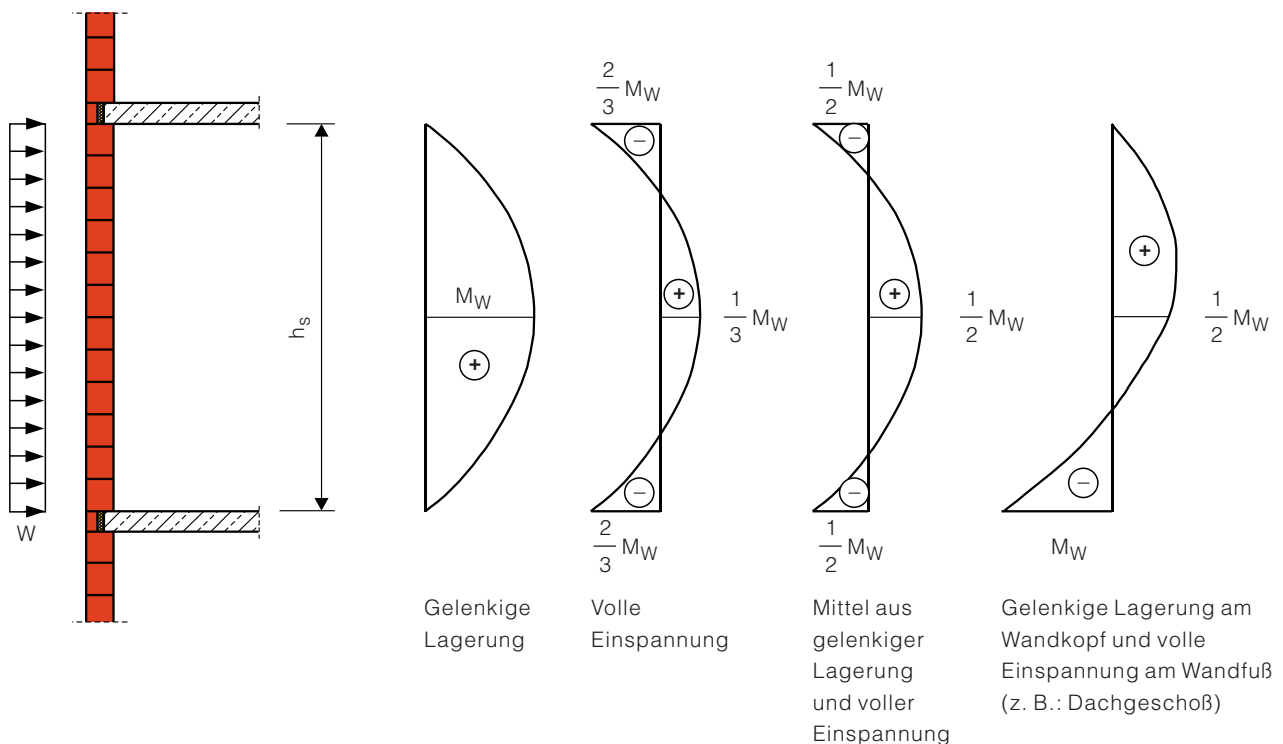 W
h_s
M_W
+
2/3 M_W
−
+
1/3 M_W
−
2/3 M_W
1/2 M_W
−
+
1/2 M_W
−
1/2 M_W
+
1/2 M_W
−
M_W
Gelenkige
Lagerung
Volle
Einspannung
Mittel aus
gelenkiger
Lagerung
und voller
Einspannung
Gelenkige Lagerung am
Wandkopf und volle
Einspannung am Wandfuß
(z. B.: Dachgeschoß)